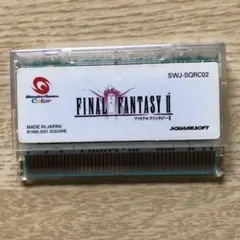 SWJ-SQRC02
WonderSwan
Color
FINAL FANTASY II
ファイナルファンタジーII
MADE IN JAPAN
©1988,2001 SQUARE
SQUARESOFT